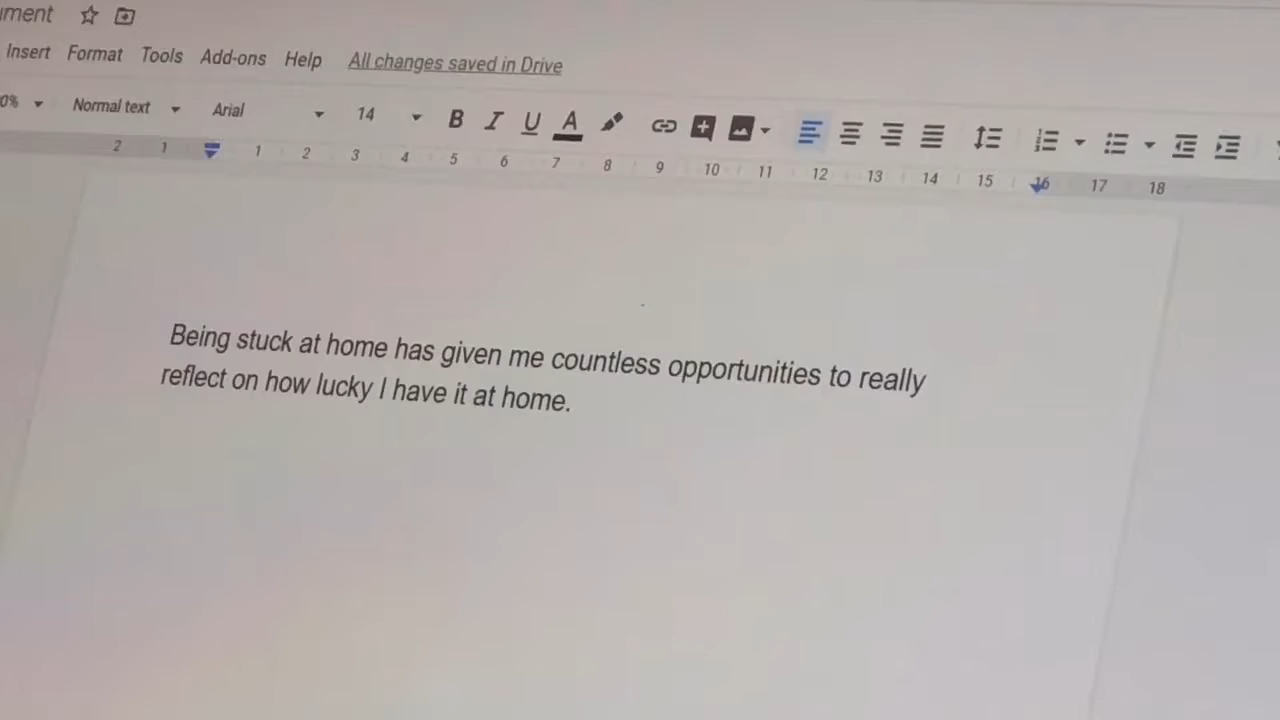 ument
Insert Format Tools Add-ons Help All changes saved in Drive
0% Normal text Arial 14 B I U A
2 1 1 2 3 4 5 6 7 8 9 10 11 12 13 14 15 16 17 18
Being stuck at home has given me countless opportunities to really
reflect on how lucky I have it at home.